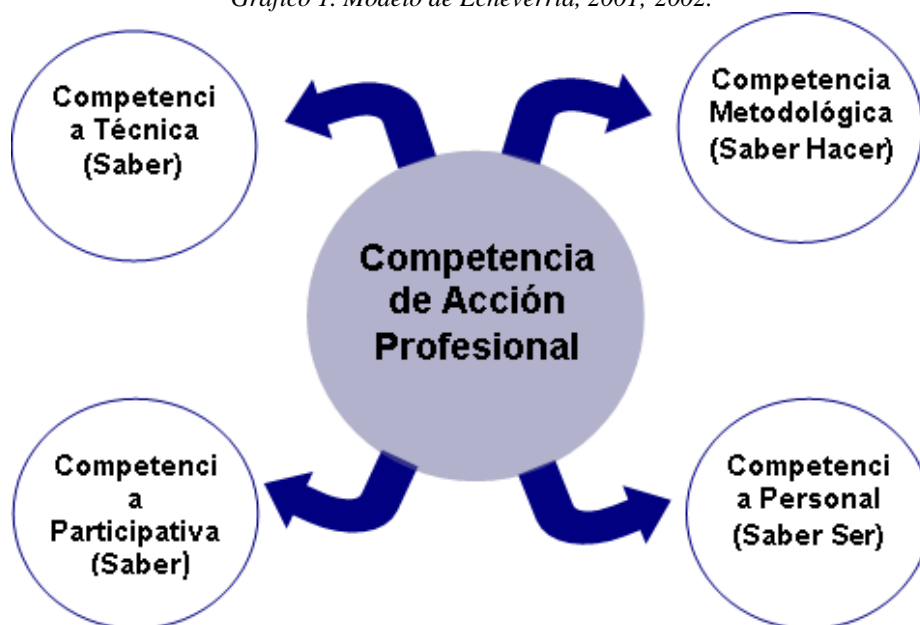 Gráfico 1. Modelo de Echeverría, 2001; 2002.
Competenci
a Técnica
(Saber)
Competencia
Metodológica
(Saber Hacer)
Competencia
de Acción
Profesional
Competenci
a
Participativa
(Saber)
Competenci
a Personal
(Saber Ser)